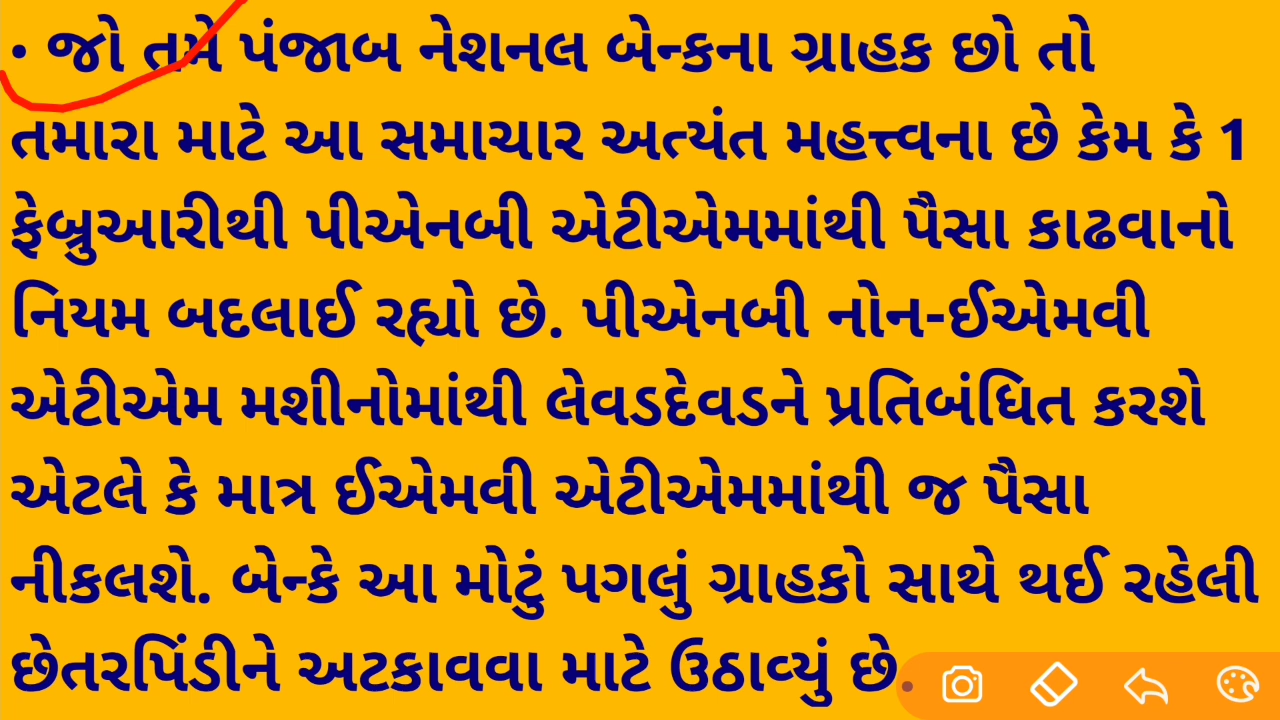 • જો તમે પંજાબ નેશનલ બેન્કના ગ્રાહક છો તો
તમારા માટે આ સમાચાર અત્યંત મહત્ત્વના છે કેમ કે 1
ફેબ્રુઆરીથી પીએનબી એટીએમમાંથી પૈસા કાઢવાનો
નિયમ બદલાઈ રહ્યો છે. પીએનબી નોન-ઈએમવી
એટીએમ મશીનોમાંથી લેવડદેવડને પ્રતિબંધિત કરશે
એટલે કે માત્ર ઈએમવી એટીએમમાંથી જ પૈસા
નીકલશે. બેન્કે આ મોટું પગલું ગ્રાહકો સાથે થઈ રહેલી
છેતરપિંડીને અટકાવવા માટે ઉઠાવ્યું છે.